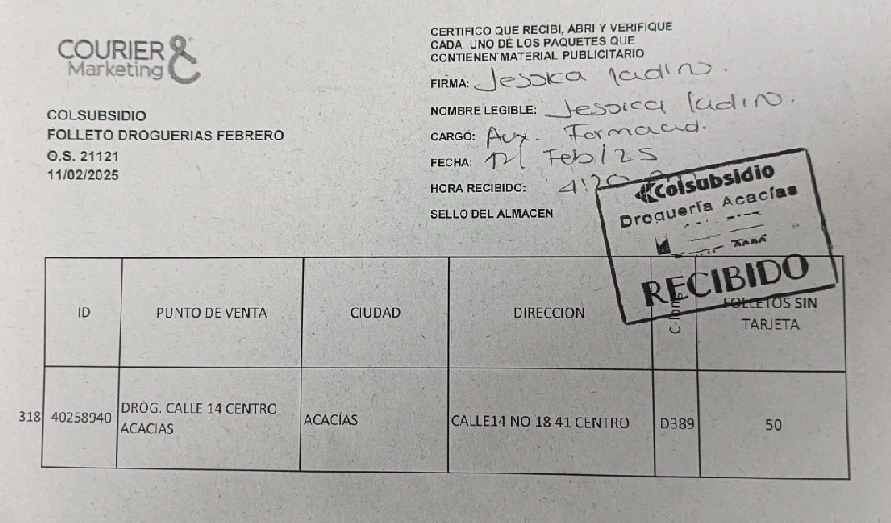 COURIER &
Marketing
COLSUBSIDIO
FOLLETO DROGUERIAS FEBRERO
O.S. 21121
11/02/2025
CERTIFICO QUE RECIBI, ABRI Y VERIFIQUE
CADA UNO DE LOS PAQUETES QUE
CONTIENEN MATERIAL PUBLICITARIO
FIRMA: Jessica ladino.
NOMBRE LEGIBLE: Jessica ladino.
CARGO: Aux. Farmacia.
FECHA: 12/ Feb/25
HORA RECIBIDO: 4:20
SELLO DEL ALMACEN
Colsubsidio
Droguería Acacías
RECIBIDO
ID PUNTO DE VENTA CIUDAD DIRECCION FOLLETOS SIN
TARJETA
318 40258940 DROG. CALLE 14 CENTRO
ACACIAS ACACÍAS CALLE14 NO 18 41 CENTRO D389 50